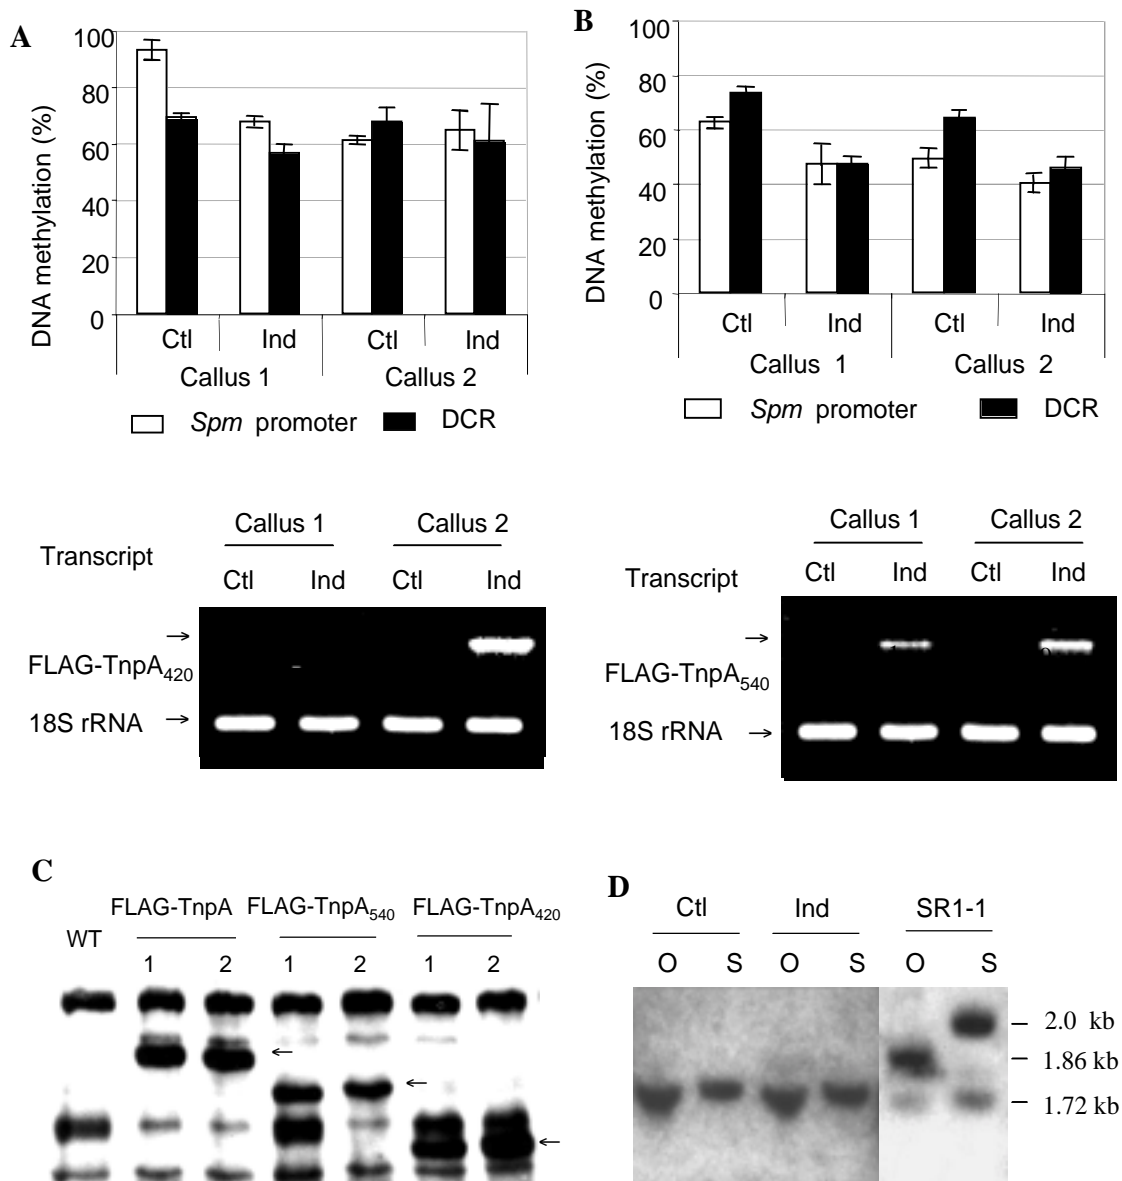 A
DNA methylation (%)
100
80
60
40
20
0
Ctl Ind Ctl Ind
Callus 1 Callus 2
Spm promoter DCR
Transcript
Callus 1 Callus 2
Ctl Ind Ctl Ind
→
FLAG-TnpA420
18S rRNA →
B
DNA methylation (%)
100
80
60
40
20
0
Ctl Ind Ctl Ind
Callus 1 Callus 2
Spm promoter DCR
Transcript
Callus 1 Callus 2
Ctl Ind Ctl Ind
→
FLAG-TnpA540
18S rRNA →
C
WT FLAG-TnpA FLAG-TnpA540 FLAG-TnpA420
1 2 1 2 1 2
←
←
←
D
Ctl Ind SR1-1
O S O S O S
2.0 kb
1.86 kb
1.72 kb